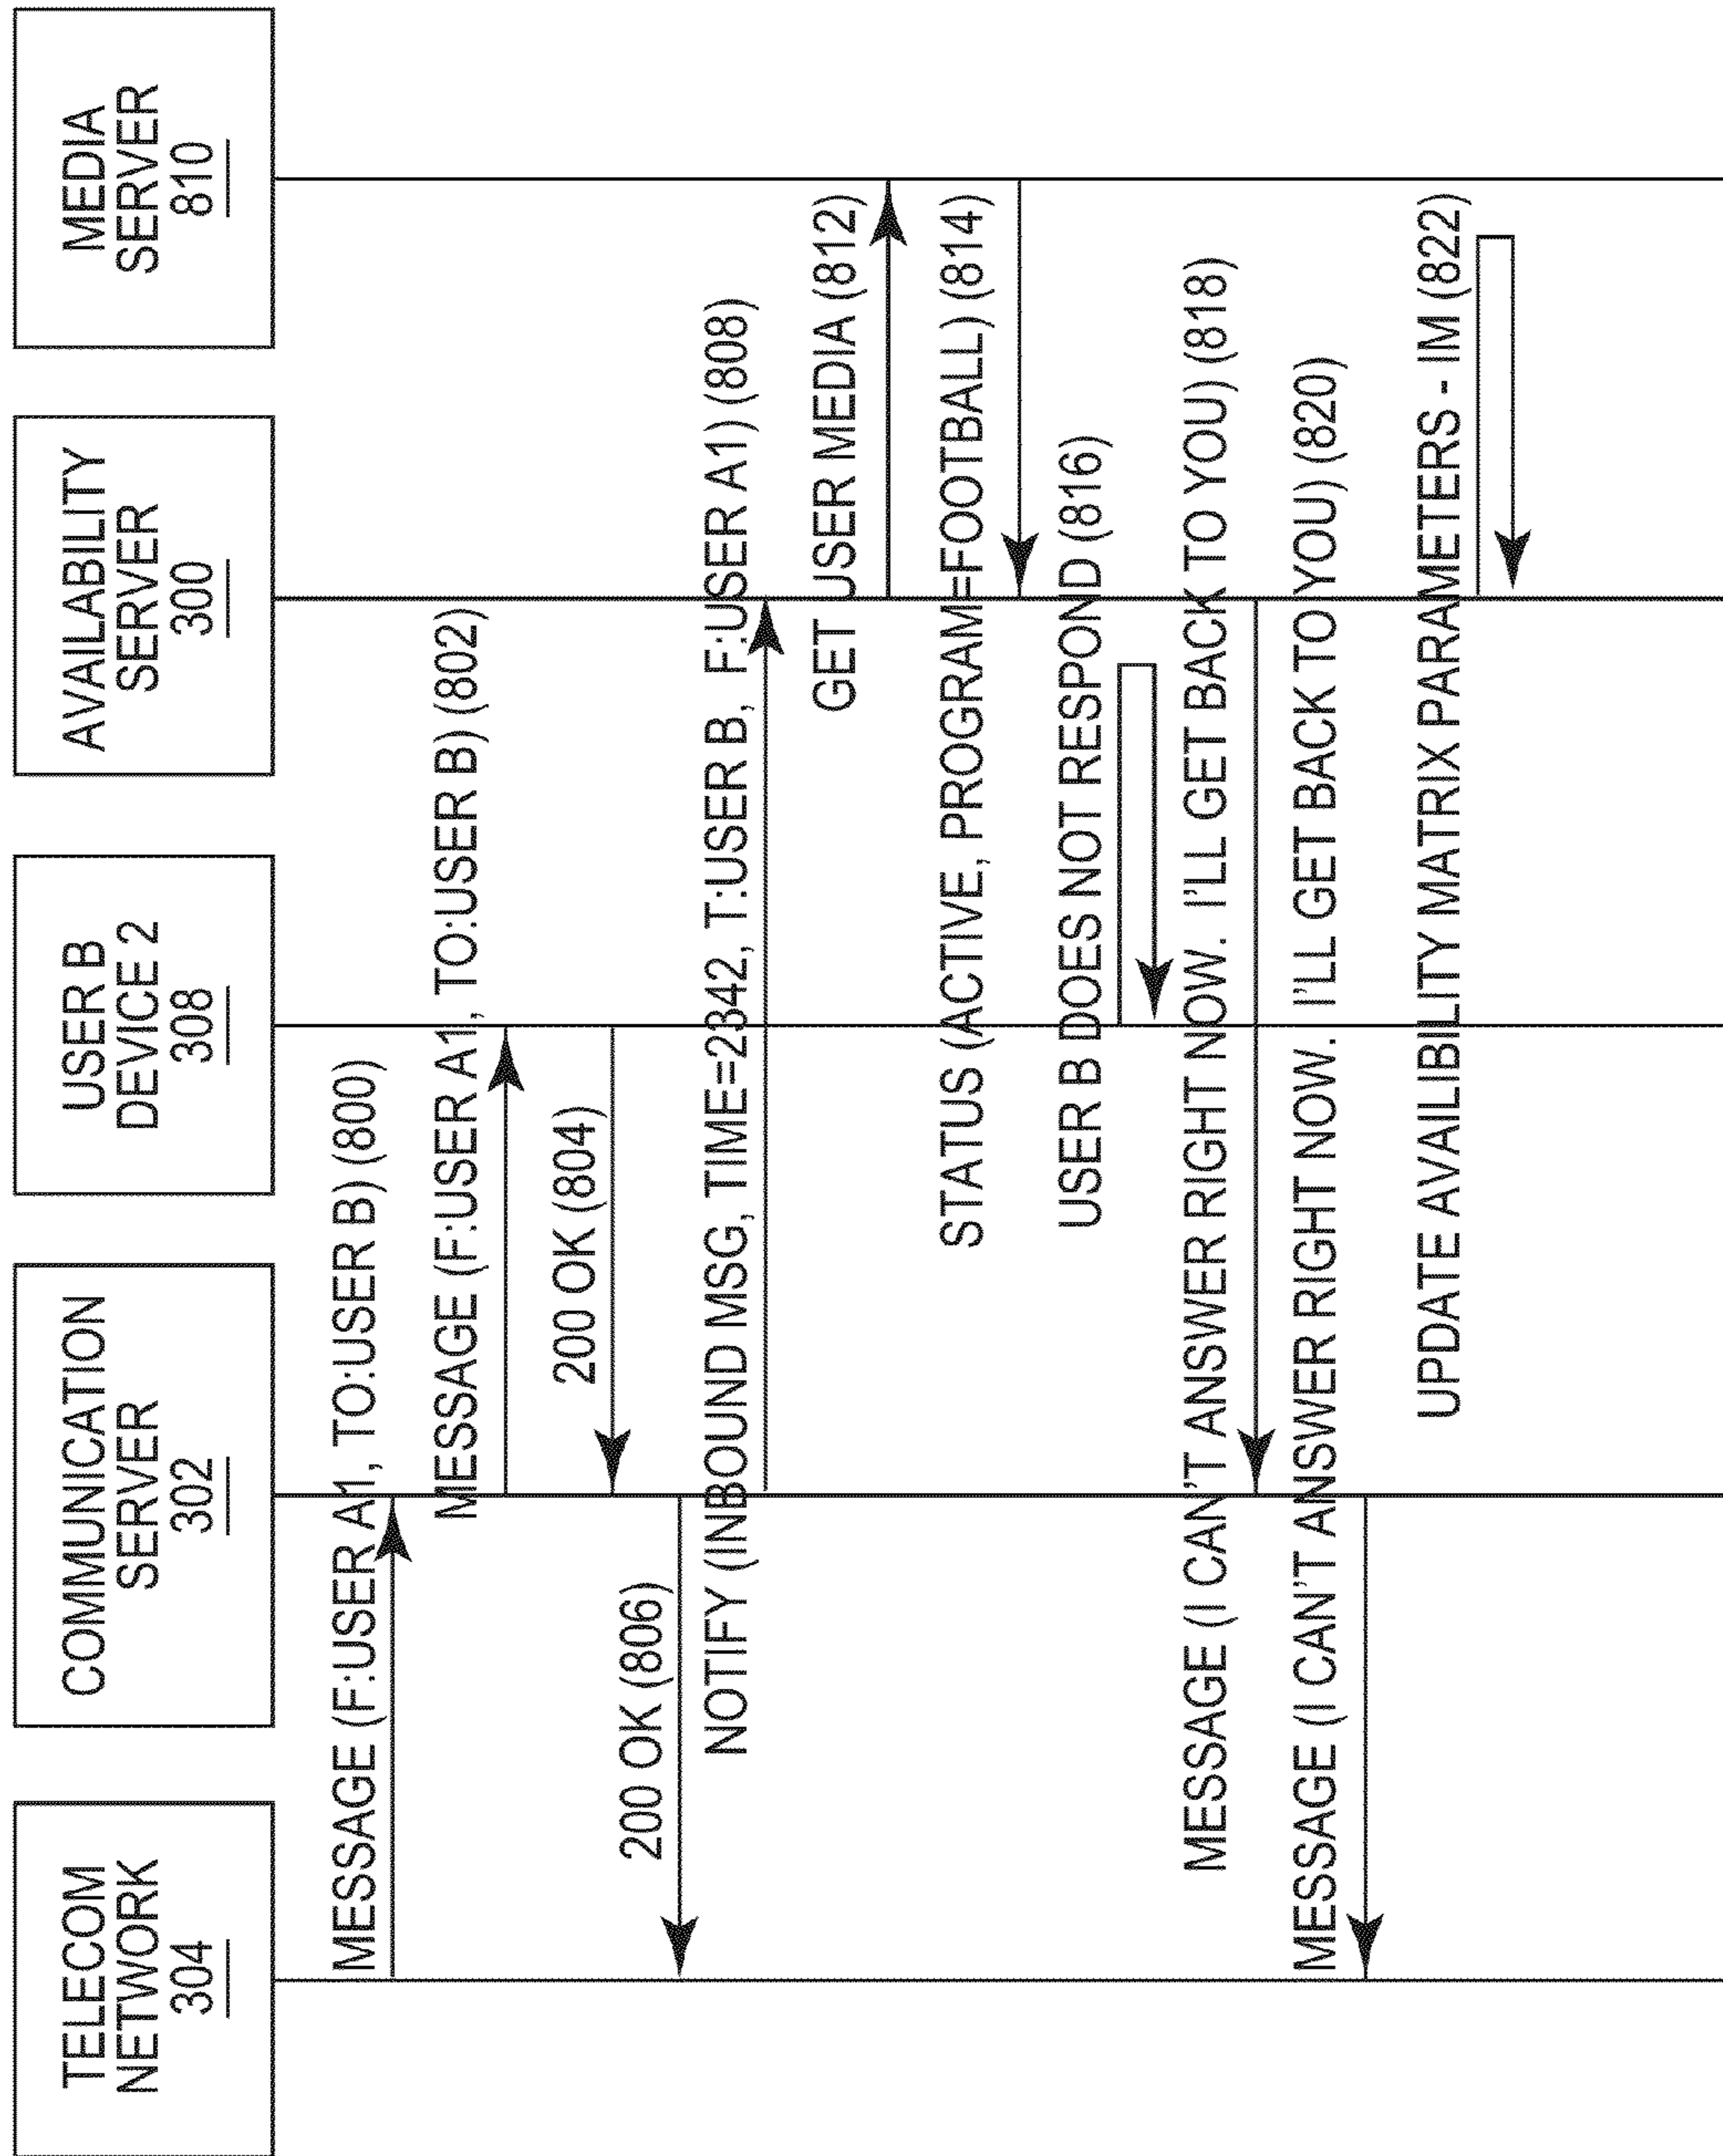 TELECOM
NETWORK
304
COMMUNICATION
SERVER
302
USER B
DEVICE 2
308
AVAILABILITY
SERVER
300
MEDIA
SERVER
810
MESSAGE (F:USER A1, TO:USER B) (800)
MESSAGE (F:USER A1, TO:USER B) (802)
200 OK (804)
200 OK (806)
NOTIFY (INBOUND MSG, TIME=2342, T:USER B, F:USER A1) (808)
GET USER MEDIA (812)
STATUS (ACTIVE, PROGRAM=FOOTBALL) (814)
USER B DOES NOT RESPOND (816)
MESSAGE (I CAN'T ANSWER RIGHT NOW. I'LL GET BACK TO YOU) (818)
MESSAGE (I CAN'T ANSWER RIGHT NOW. I'LL GET BACK TO YOU) (820)
UPDATE AVAILIBILITY MATRIX PARAMETERS - IM (822)